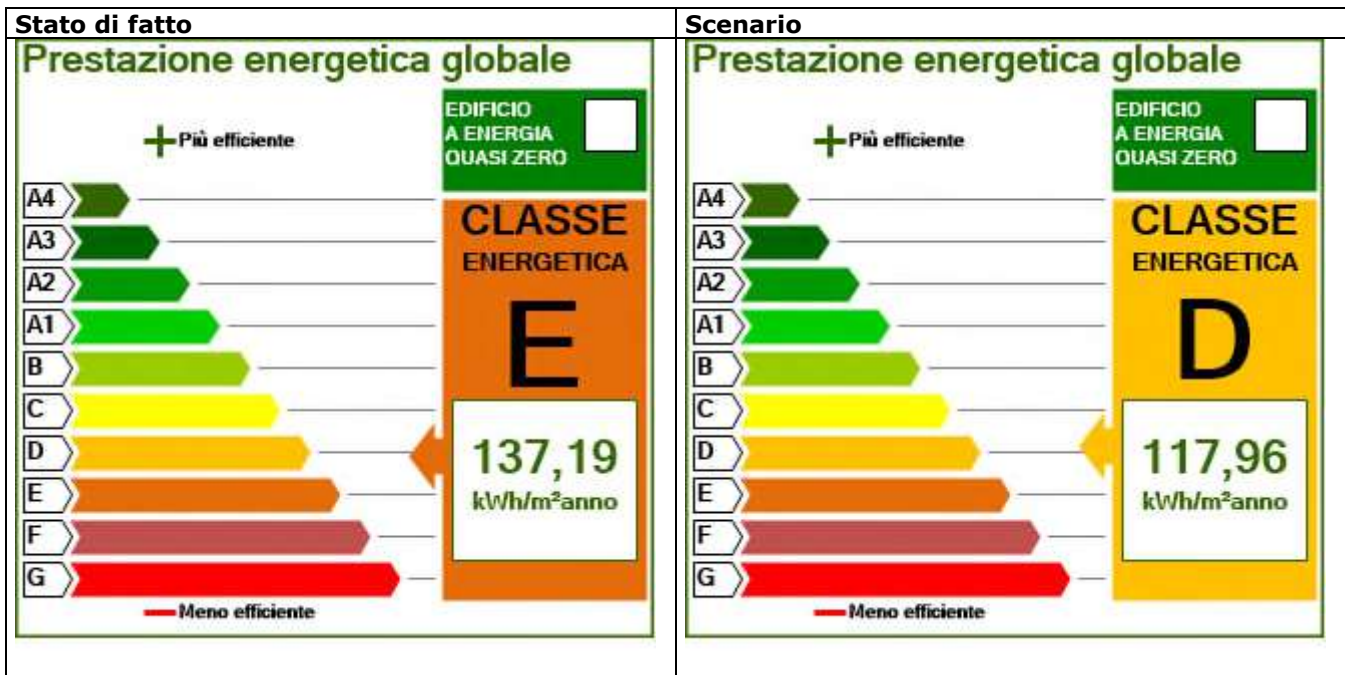 Stato di fatto
Prestazione energetica globale
EDIFICIO
A ENERGIA
QUASI ZERO
Più efficiente
A4
A3
A2
A1
B
C
D
E
F
G
CLASSE
ENERGETICA
E
137,19
kWh/m²anno
Meno efficiente
Scenario
Prestazione energetica globale
EDIFICIO
A ENERGIA
QUASI ZERO
Più efficiente
A4
A3
A2
A1
B
C
D
E
F
G
CLASSE
ENERGETICA
D
117,96
kWh/m²anno
Meno efficiente